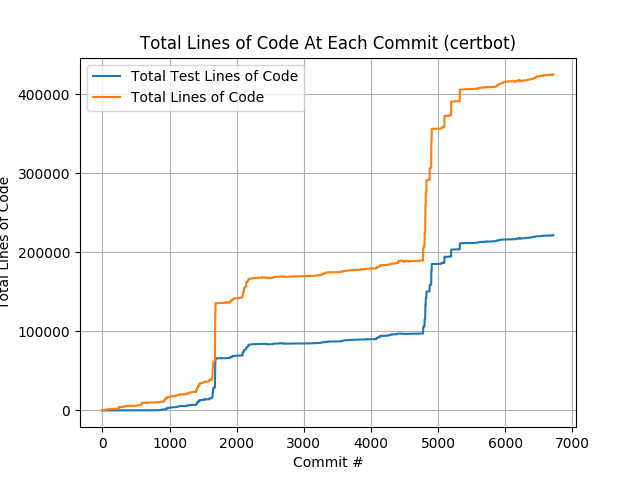 Total Lines of Code At Each Commit (certbot)
Total Test Lines of Code
Total Lines of Code
400000
300000
200000
100000
0
Total Lines of Code
0 1000 2000 3000 4000 5000 6000 7000
Commit #